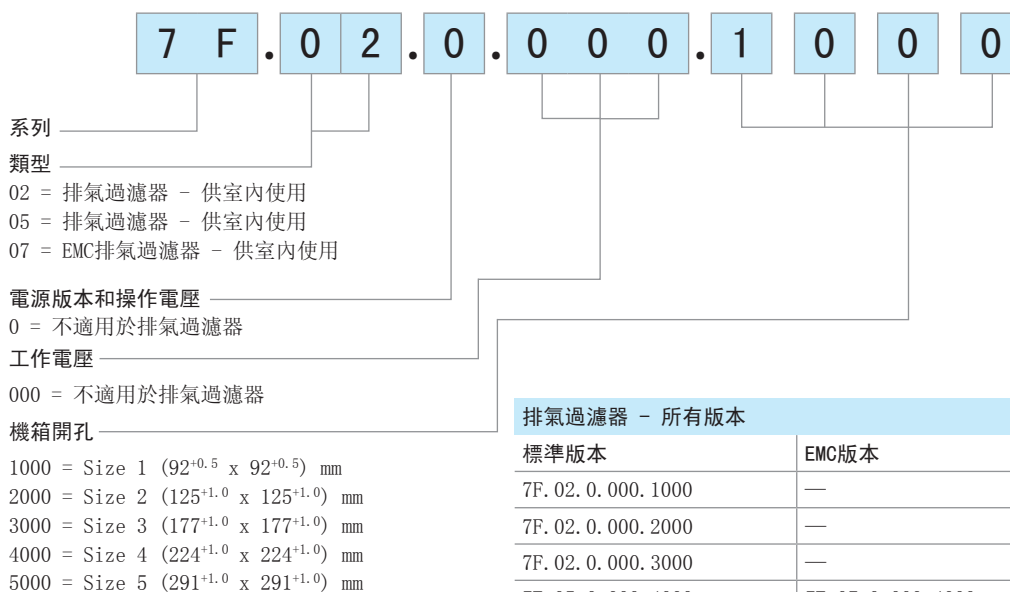 7 F . 0 2 . 0 . 0 0 0 . 1 0 0 0
系列
類型
02 = 排氣過濾器 - 供室內使用
05 = 排氣過濾器 - 供室內使用
07 = EMC排氣過濾器 - 供室內使用
電源版本和操作電壓
0 = 不適用於排氣過濾器
工作電壓
000 = 不適用於排氣過濾器
機箱開孔
1000 = Size 1 (92+0.5 x 92+0.5) mm
2000 = Size 2 (125+1.0 x 125+1.0) mm
3000 = Size 3 (177+1.0 x 177+1.0) mm
4000 = Size 4 (224+1.0 x 224+1.0) mm
5000 = Size 5 (291+1.0 x 291+1.0) mm
排氣過濾器 - 所有版本
標準版本 EMC版本
7F.02.0.000.1000 —
7F.02.0.000.2000 —
7F.02.0.000.3000 —